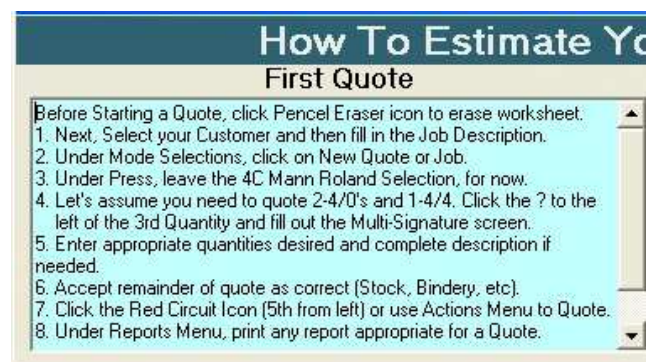 How To Estimate Yo
First Quote
Before Starting a Quote, click Pencel Eraser icon to erase worksheet.
1. Next, Select your Customer and then fill in the Job Description.
2. Under Mode Selections, click on New Quote or Job.
3. Under Press, leave the 4C Mann Roland Selection, for now.
4. Let's assume you need to quote 2-4/0's and 1-4/4. Click the ? to the
left of the 3rd Quantity and fill out the Multi-Signature screen.
5. Enter appropriate quantities desired and complete description if
needed.
6. Accept remainder of quote as correct (Stock, Bindery, etc).
7. Click the Red Circuit Icon (5th from left) or use Actions Menu to Quote.
8. Under Reports Menu, print any report appropriate for a Quote.